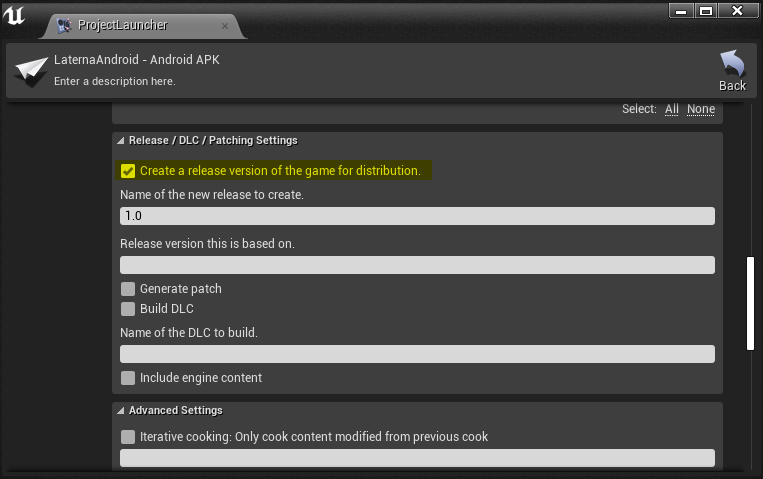 ProjectLauncher
LaternaAndroid - Android APK
Enter a description here.
Back
Select: All None
Release / DLC / Patching Settings
Create a release version of the game for distribution.
Name of the new release to create.
1.0
Release version this is based on.
Generate patch
Build DLC
Name of the DLC to build.
Include engine content
Advanced Settings
Iterative cooking: Only cook content modified from previous cook